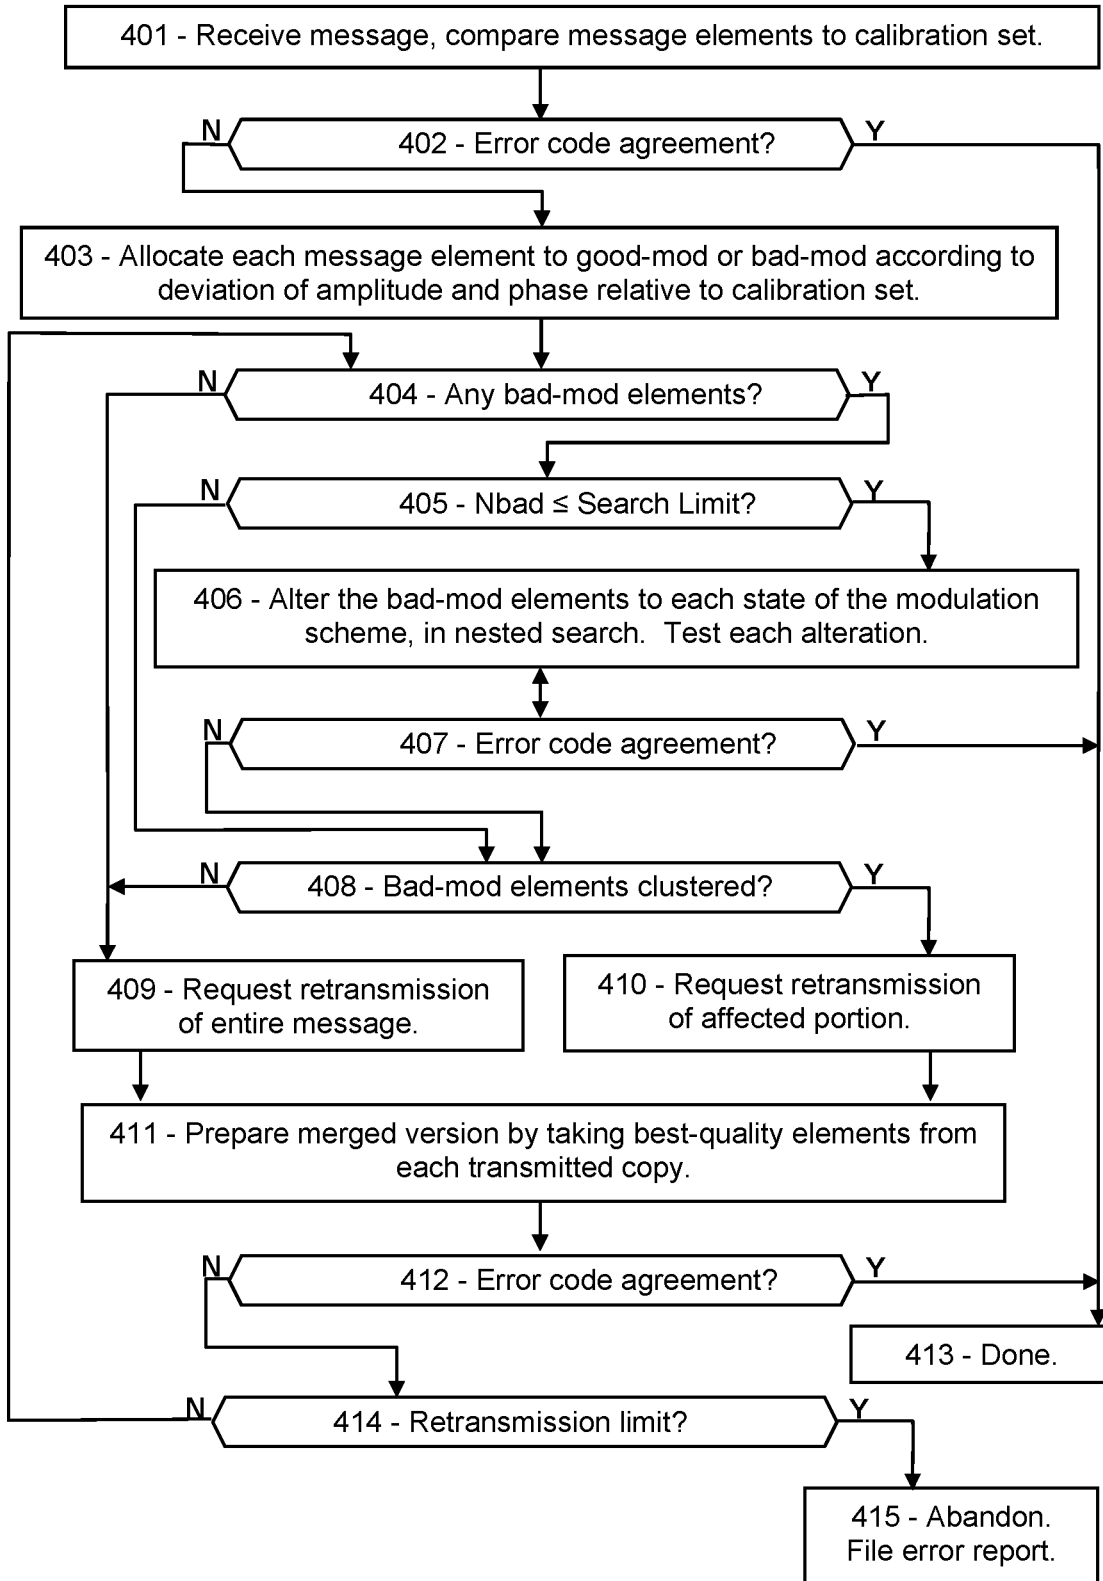 401 - Receive message, compare message elements to calibration set.
N
Y
402 - Error code agreement?
403 - Allocate each message element to good-mod or bad-mod according to
deviation of amplitude and phase relative to calibration set.
N
Y
404 - Any bad-mod elements?
N
Y
405 - Nbad ≤ Search Limit?
406 - Alter the bad-mod elements to each state of the modulation
scheme, in nested search.  Test each alteration.
N
Y
407 - Error code agreement?
N
Y
408 - Bad-mod elements clustered?
409 - Request retransmission
of entire message.
410 - Request retransmission
of affected portion.
411 - Prepare merged version by taking best-quality elements from
each transmitted copy.
N
Y
412 - Error code agreement?
413 - Done.
N
Y
414 - Retransmission limit?
415 - Abandon.
File error report.